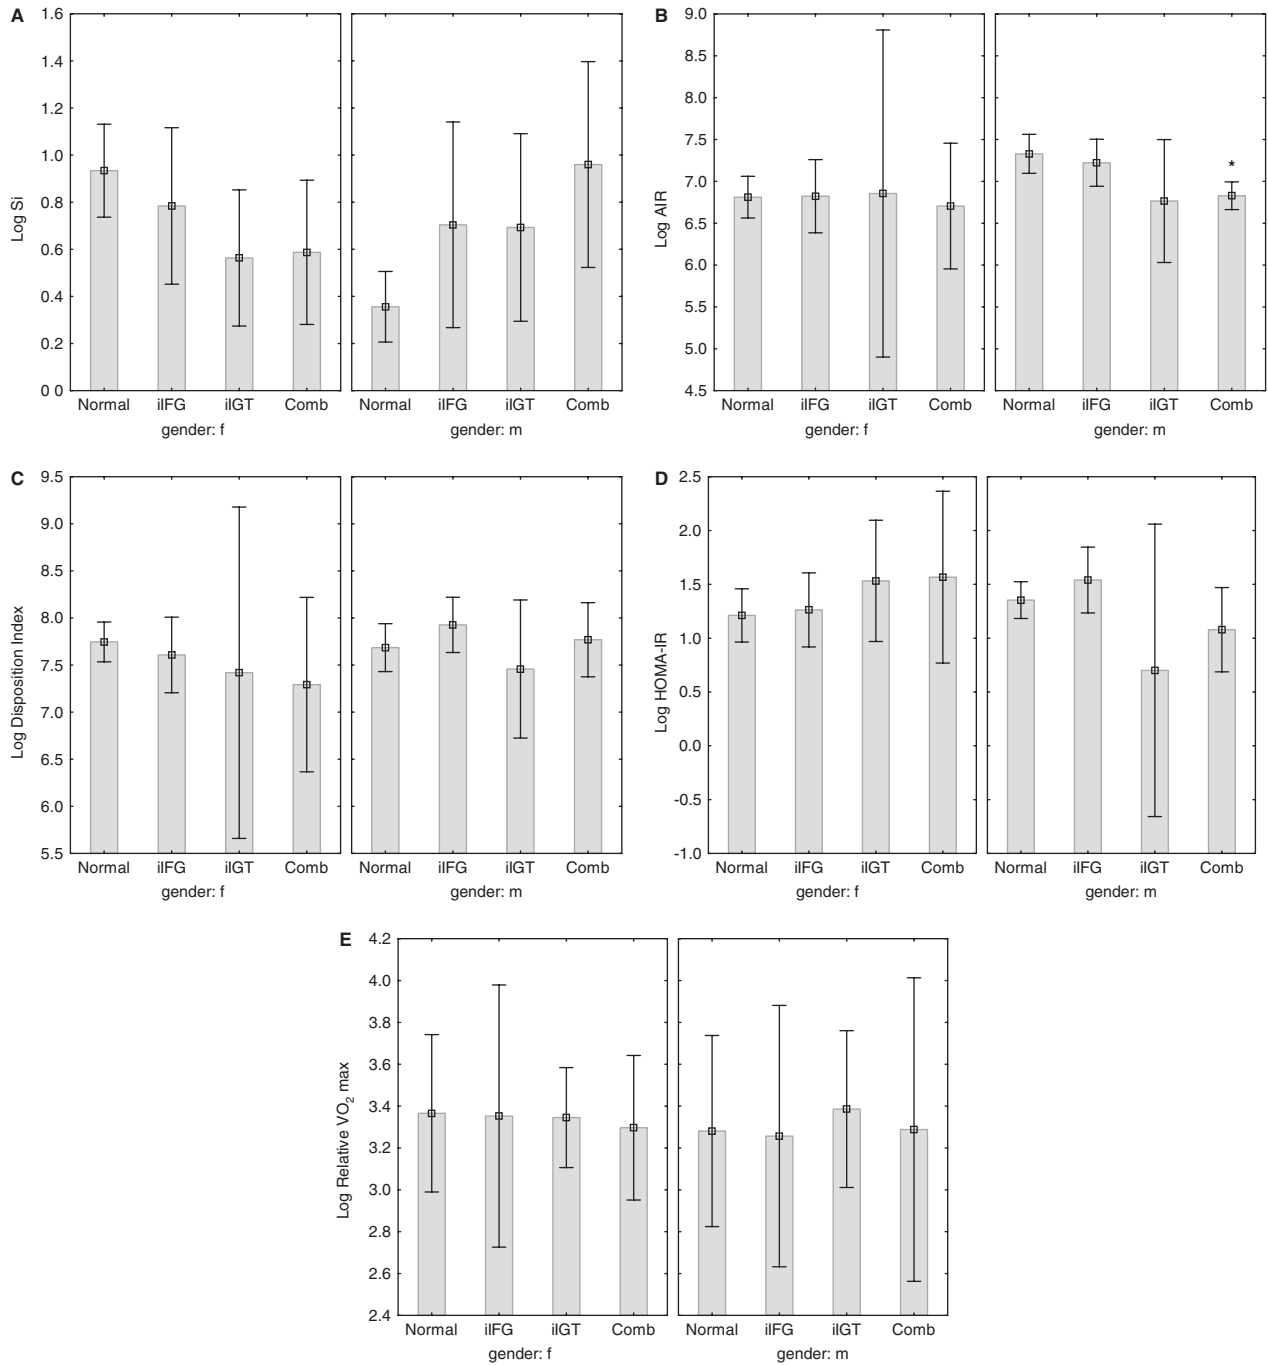 A
Log Si
1.6
1.4
1.2
1.0
0.8
0.6
0.4
0.2
0 0
Normal iIFG iIGT Comb
gender: f
Normal iIFG iIGT Comb
gender: m
B
Log AIR
9.0
8.5
9.0
8.0
7.5
7.0
6.5
6.0
5.5
5.0
4.5
*
Normal iIFG iIGT Comb
gender: f
Normal iIFG iIGT Comb
gender: m
C
Log Disposition Index
9.5
9.0
8.5
8.0
7.5
7.0
6.5
6.0
5.5
Normal iIFG iIGT Comb
gender: f
Normal iIFG iIGT Comb
gender: m
D
Log HOMA-IR
2.5
2.0
1.5
1.0
0.5
0.0
-0.5
-1.0
Normal iIFG iIGT Comb
gender: f
Normal iIFG iIGT Comb
gender: m
E
Log Relative VO2 max
4.2
4.0
3.8
3.6
3.4
3.2
3.0
2.8
2.6
2.4
Normal iIFG iIGT Comb
gender: f
Normal iIFG iIGT Comb
gender: m